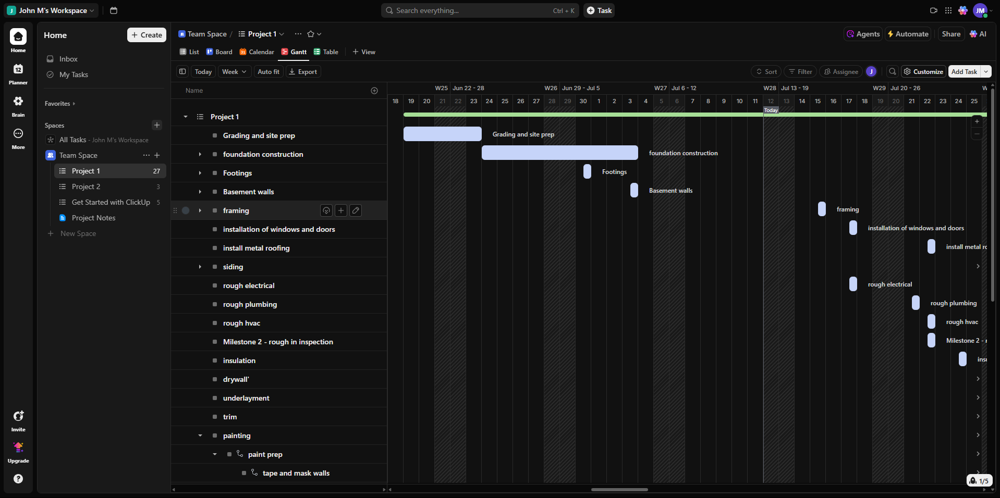 J John M's Workspace
Search everything... Ctrl + K
Task
JM
Home
Planner
12
Brain
More
Invite
Upgrade
Home
Create
Inbox
My Tasks
Favorites
Spaces
All Tasks - John M's Workspace
Team Space
Project 1 27
Project 2 3
Get Started with ClickUp 5
Project Notes
New Space
Team Space / Project 1
Agents Automate Share AI
List Board 31 Calendar Gantt Table View
Today Week Auto fit Export
Sort Filter Assignee J Customize Add Task
Name
W25 Jun 22 - 28 W26 Jun 29 - Jul 5 W27 Jul 6 - 12 W28 Jul 13 - 19 W29 Jul 20 - 26 W
18 19 20 21 22 23 24 25 26 27 28 29 30 1 2 3 4 5 6 7 8 9 10 11 12 13 15 16 17 18 19 20 21 22 23 24 25
Today
Project 1
Grading and site prep Grading and site prep
foundation construction foundation construction
Footings Footings
Basement walls Basement walls
framing framing
installation of windows and doors installation of windows and doors
install metal roofing install metal
siding
rough electrical rough electrical
rough plumbing rough plumbing
rough hvac rough hvac
Milestone 2 - rough in inspection Milestone 2 -
insulation
drywall'
underlayment
trim
painting
paint prep
tape and mask walls
1/5